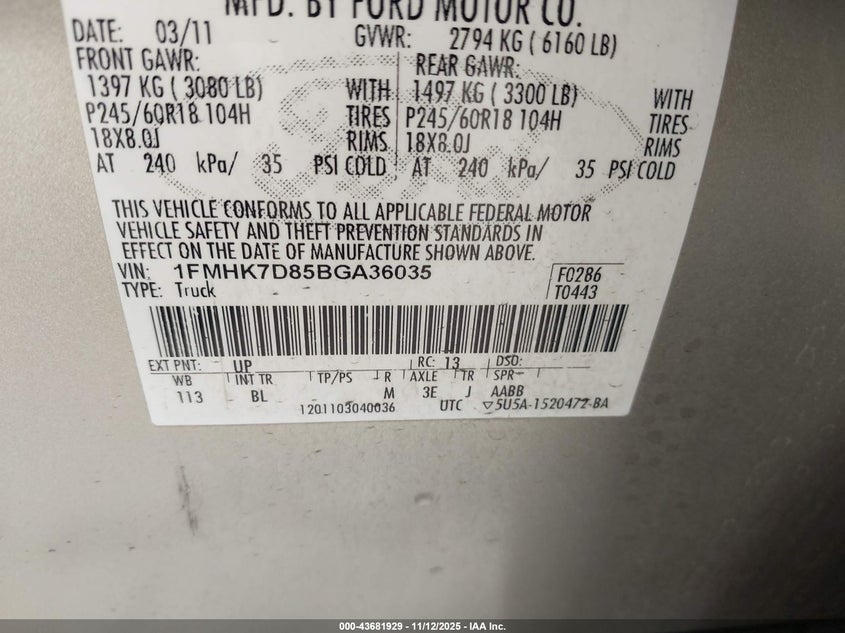 MFD. BY FORD MOTOR CO.
DATE: 03/11 GVWR: 2794 KG ( 6160 LB)
FRONT GAWR: REAR GAWR:
1397 KG ( 3080 LB) WITH 1497 KG ( 3300 LB) WITH
P245/60R18 104H TIRES P245/60R18 104H TIRES
18X8.0J RIMS 18X8.0J RIMS
AT 240 kPa/ 35 PSI COLD AT 240 kPa/ 35 PSI COLD
THIS VEHICLE CONFORMS TO ALL APPLICABLE FEDERAL MOTOR
VEHICLE SAFETY AND THEFT PREVENTION STANDARDS IN
EFFECT ON THE DATE OF MANUFACTURE SHOWN ABOVE.
VIN: 1FMHK7D85BGA36035 F0286
TYPE: Truck T0443
EXT PNT: UP RC: 13 DSO:
WB INT TR TP/PS R AXLE TR SPR
113 BL M 3E J AABB
1201103040036 UTC ▽5U5A-1520472-BA
000-43681929 - 11/12/2025 - IAA Inc.